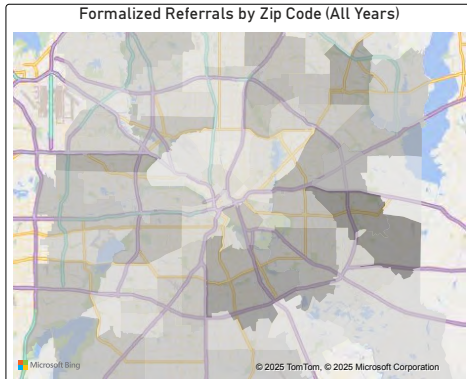 Formalized Referrals by Zip Code (All Years)
Microsoft Bing
© 2025 TomTom, © 2025 Microsoft Corporation